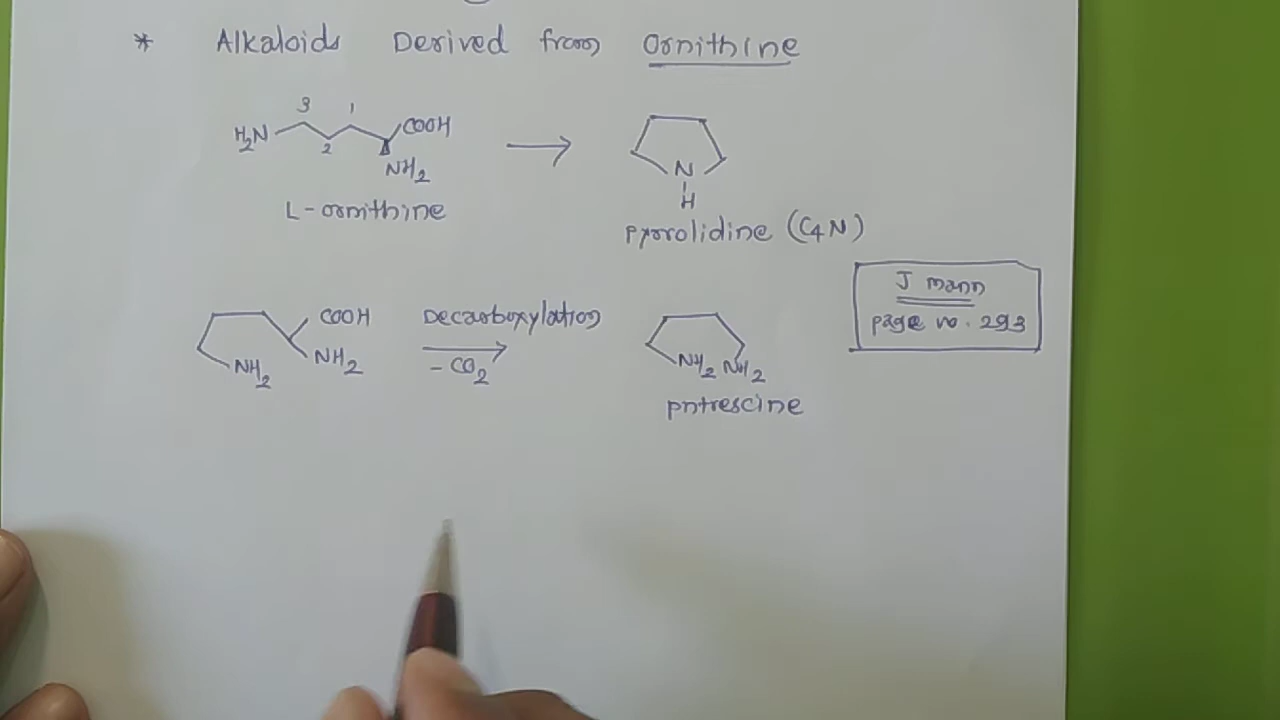 * Alkaloids Derived from Ornithine
3 1
H2N COOH
2
NH2
N
H
L-ornithine
pyrrolidine (C4N)
J mann
page no. 293
COOH Decarboxylation
NH2 NH2 - CO2 NH2 NH2
putrescine